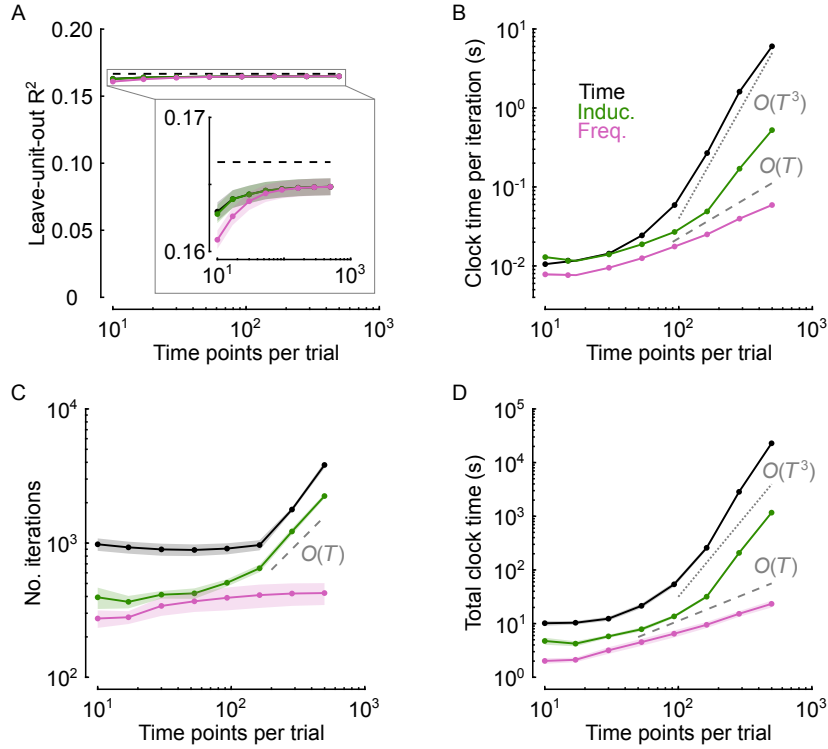 A
Leave-unit-out R²
0.20
0.15
0.10
0.05
0
0.17
0.16
10¹ 10³
10¹ 10² 10³
Time points per trial
B
Clock time per iteration (s)
10¹
10⁰
10⁻¹
10⁻²
Time
Induc.
Freq.
O(T³)
O(T)
10¹ 10² 10³
Time points per trial
C
No. iterations
10⁴
10³
10²
O(T)
10¹ 10² 10³
Time points per trial
D
Total clock time (s)
10⁵
10⁴
10³
10²
10¹
10⁰
O(T³)
O(T)
10¹ 10² 10³
Time points per trial